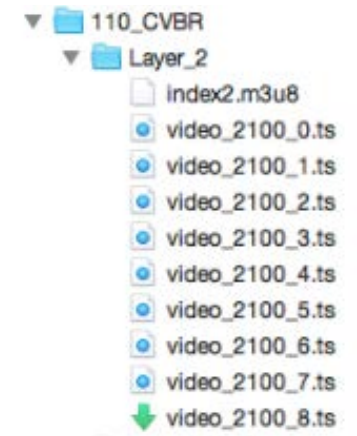 110_CVBR
Layer_2
index2.m3u8
video_2100_0.ts
video_2100_1.ts
video_2100_2.ts
video_2100_3.ts
video_2100_4.ts
video_2100_5.ts
video_2100_6.ts
video_2100_7.ts
video_2100_8.ts